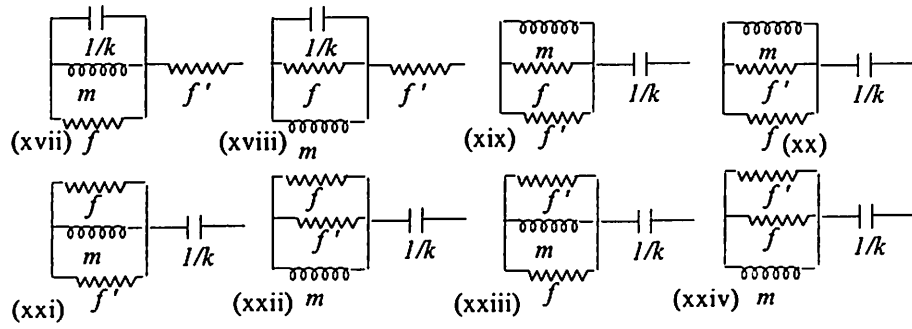 1/k 1/k m m
m f' f f' f 1/k f' 1/k
(xvii) f (xviii) m (xix) f' f (xx)
f f f' f'
m 1/k f' 1/k m 1/k f 1/k
(xxi) f' (xxii) m (xxiii) f (xxiv) m